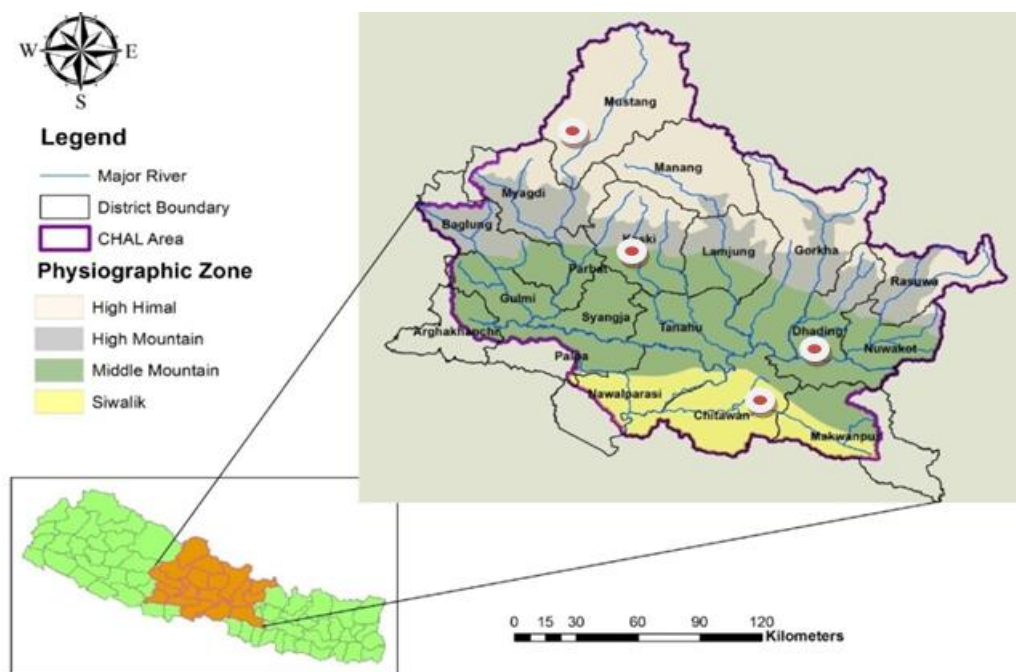 N
W E
S
Legend
Major River
District Boundary
CHAL Area
Physiographic Zone
High Himal
High Mountain
Middle Mountain
Siwalik
Mustang
Manang
Myagdi
Baglung
Lamjung
Gorkha
Rasuwa
Parbat
Gulmi
Syangja
Tanahu
Dhading
Nuwakot
Arghakhanchi
Palpa
Nawalparasi
Chitawan
Makwanpur
0 15 30 60 90 120
Kilometers